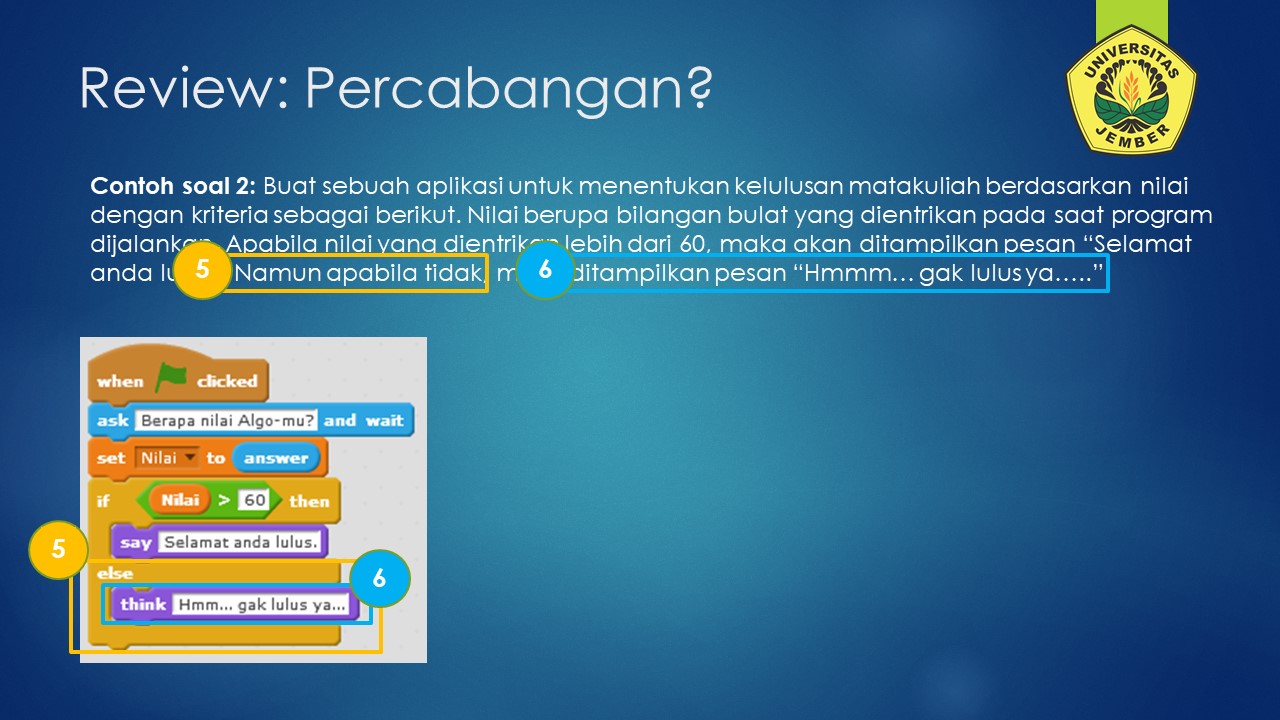 Review: Percabangan?
UNIVERSITAS
JEMBER
Contoh soal 2: Buat sebuah aplikasi untuk menentukan kelulusan matakuliah berdasarkan nilai
dengan kriteria sebagai berikut. Nilai berupa bilangan bulat yang dientrikan pada saat program
dijalankan. Apabila nilai yang dientrikan lebih dari 60, maka akan ditampilkan pesan “Selamat
anda 5 Namun apabila tidak, 6 ditampilkan pesan “Hmmm… gak lulus ya…..”
when clicked
ask Berapa nilai Algo-mu? and wait
set Nilai to answer
if Nilai > 60 then
say Selamat anda lulus.
5
else
6
think Hmm... gak lulus ya...